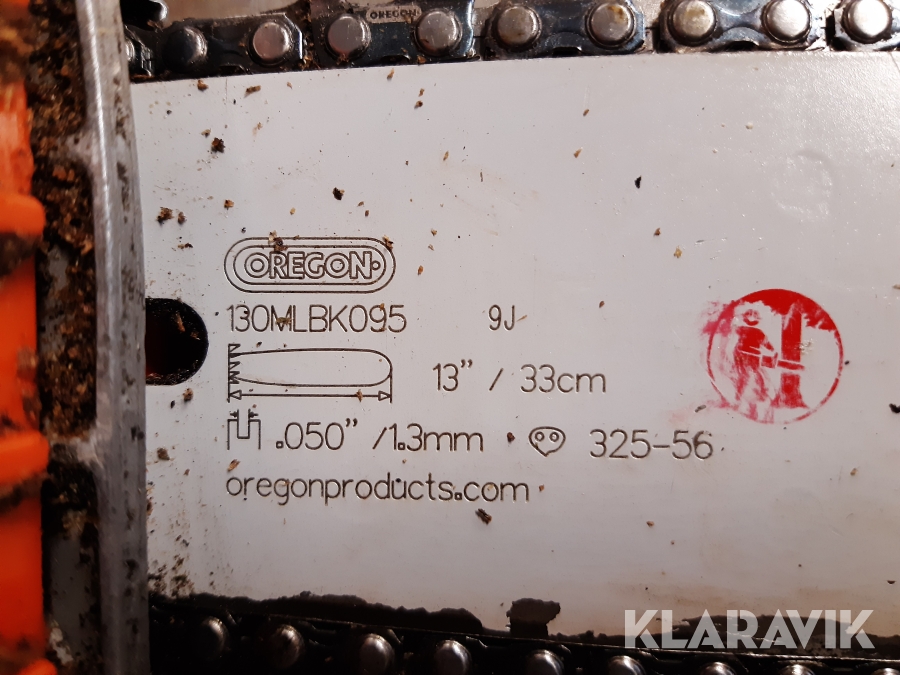 OREGON
OREGON
130MLBK095 9J
13" / 33cm
.050" /1.3mm 325-56
oregonproducts.com
KLARAVIK